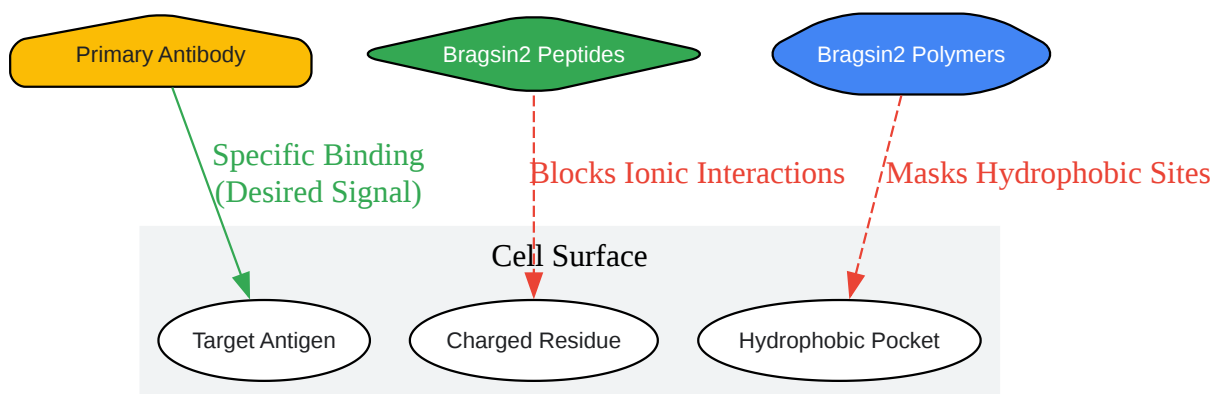 Primary Antibody
Bragsin2 Peptides
Bragsin2 Polymers
Specific Binding
(Desired Signal)
Blocks Ionic Interactions
Masks Hydrophobic Sites
Cell Surface
Target Antigen
Charged Residue
Hydrophobic Pocket